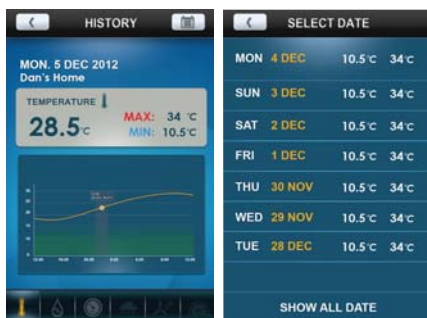 HISTORY
MON. 5 DEC 2012
Dan's Home
TEMPERATURE
28.5°C
MAX: 34 °C
MIN: 10.5°C
SELECT DATE
MON 4 DEC 10.5°C 34°C
SUN 3 DEC 10.5°C 34°C
SAT 2 DEC 10.5°C 34°C
FRI 1 DEC 10.5°C 34°C
THU 30 NOV 10.5°C 34°C
WED 29 NOV 10.5°C 34°C
TUE 28 DEC 10.5°C 34°C
SHOW ALL DATE